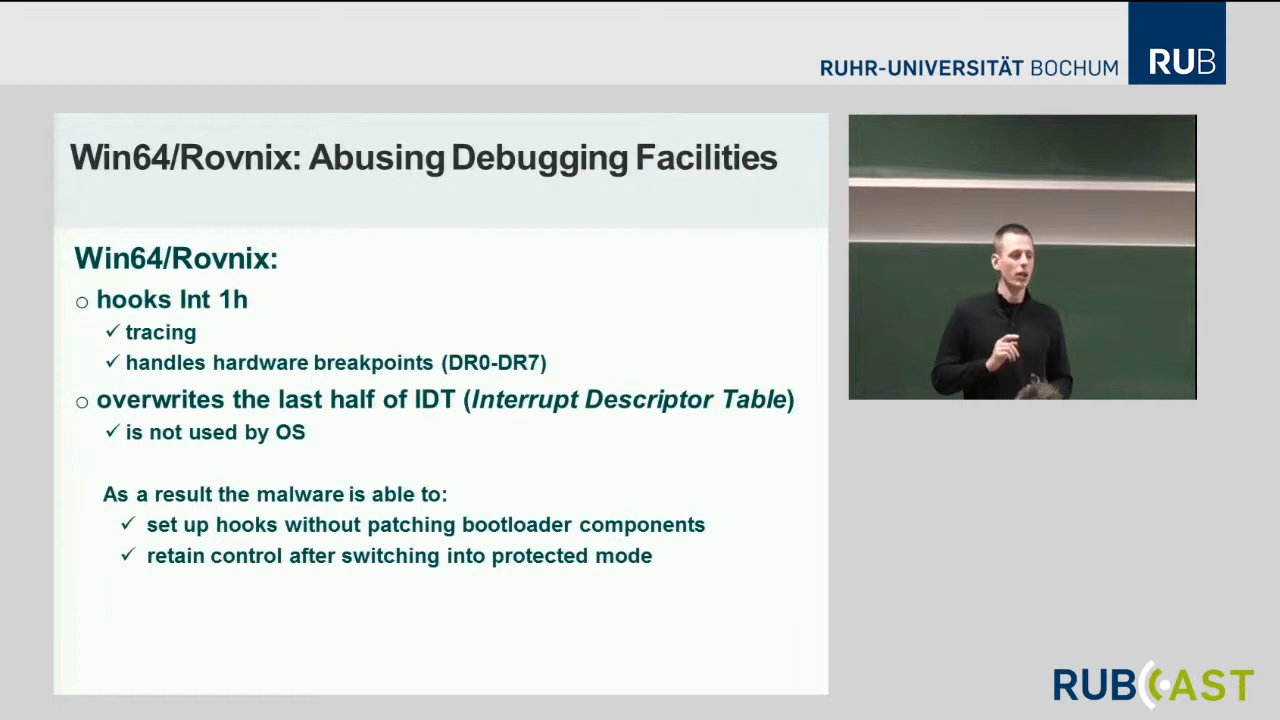 RUHR-UNIVERSITÄT BOCHUM RUB
Win64/Rovnix: Abusing Debugging Facilities
Win64/Rovnix:
hooks Int 1h
tracing
handles hardware breakpoints (DR0-DR7)
overwrites the last half of IDT (Interrupt Descriptor Table)
is not used by OS
As a result the malware is able to:
set up hooks without patching bootloader components
retain control after switching into protected mode
RUBCAST